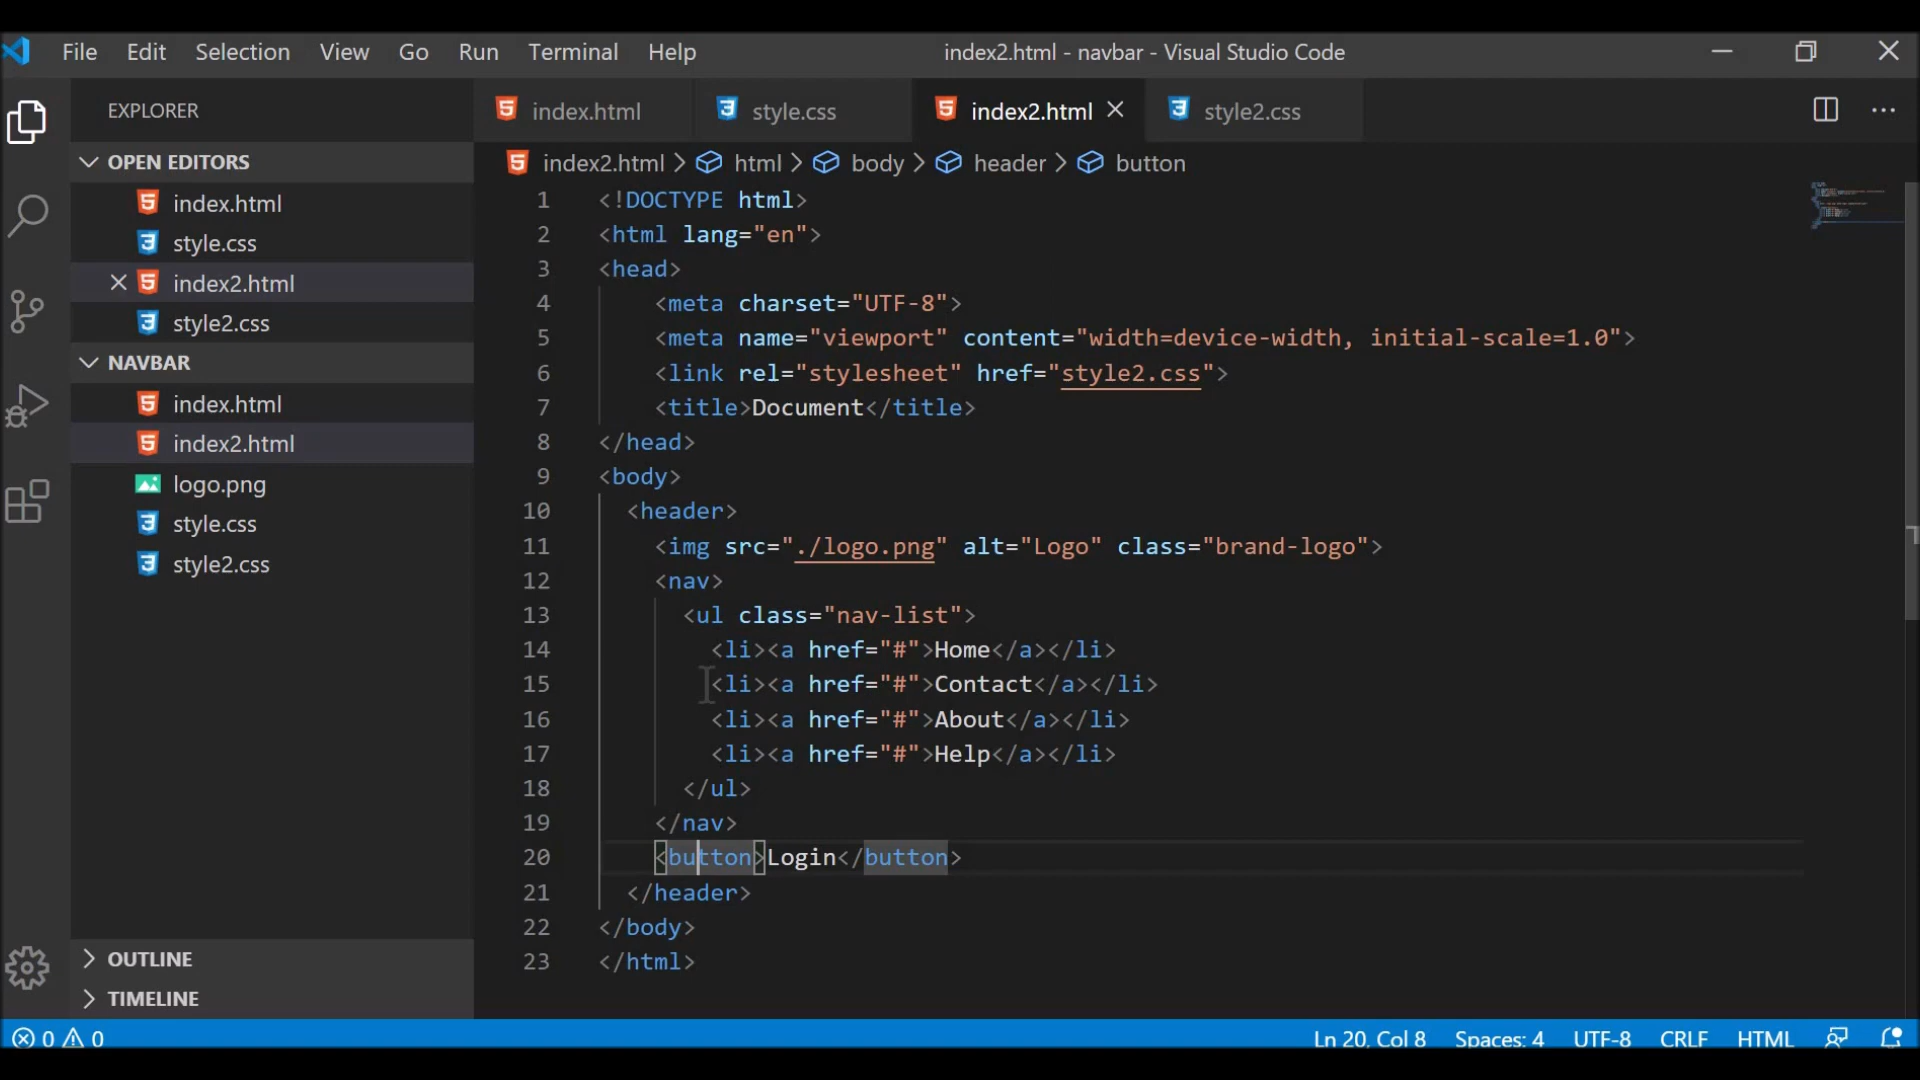 File Edit Selection View Go Run Terminal Help index2.html - navbar - Visual Studio Code
EXPLORER
OPEN EDITORS
index.html
style.css
index2.html
style2.css
NAVBAR
index.html
index2.html
logo.png
style.css
style2.css
OUTLINE
TIMELINE
index.html style.css index2.html style2.css
index2.html > html > body > header > button
1 <!DOCTYPE html>
2 <html lang="en">
3 <head>
4 <meta charset="UTF-8">
5 <meta name="viewport" content="width=device-width, initial-scale=1.0">
6 <link rel="stylesheet" href="style2.css">
7 <title>Document</title>
8 </head>
9 <body>
10 <header>
11 <img src="./logo.png" alt="Logo" class="brand-logo">
12 <nav>
13 <ul class="nav-list">
14 <li><a href="#">Home</a></li>
15 <li><a href="#">Contact</a></li>
16 <li><a href="#">About</a></li>
17 <li><a href="#">Help</a></li>
18 </ul>
19 </nav>
20 <button>Login</button>
21 </header>
22 </body>
23 </html>
0 0 Ln 20, Col 8 Spaces: 4 UTF-8 CRLF HTML